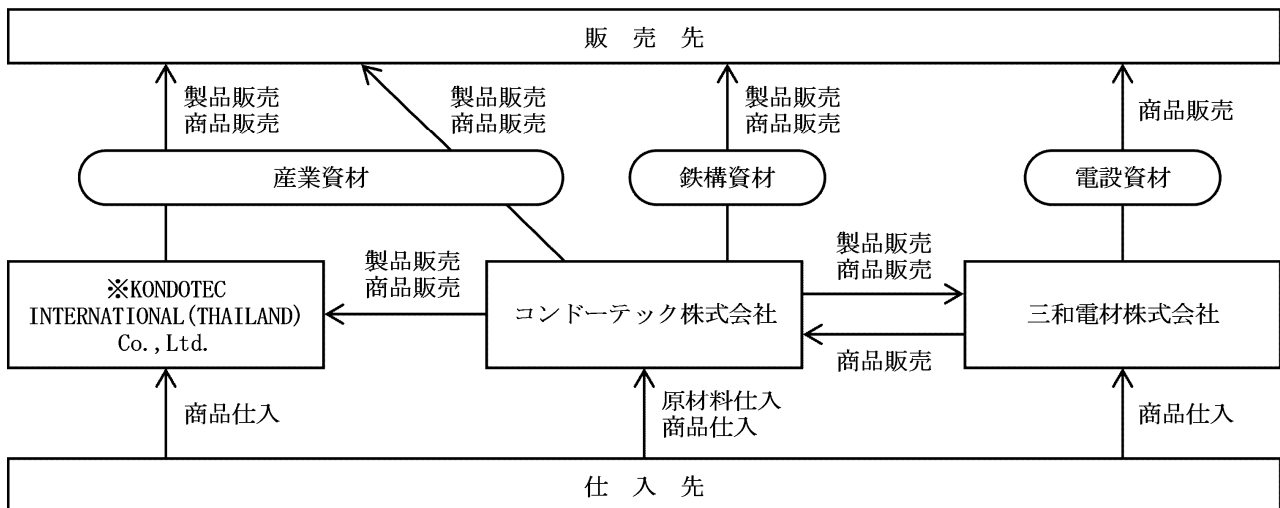 販　売　先
製品販売
商品販売
製品販売
商品販売
製品販売
商品販売
商品販売
産業資材
鉄構資材
電設資材
製品販売
商品販売
製品販売
商品販売
※KONDOTEC
INTERNATIONAL(THAILAND)
Co.,Ltd.
コンドーテック株式会社
三和電材株式会社
商品販売
商品仕入
原材料仕入
商品仕入
商品仕入
仕　入　先